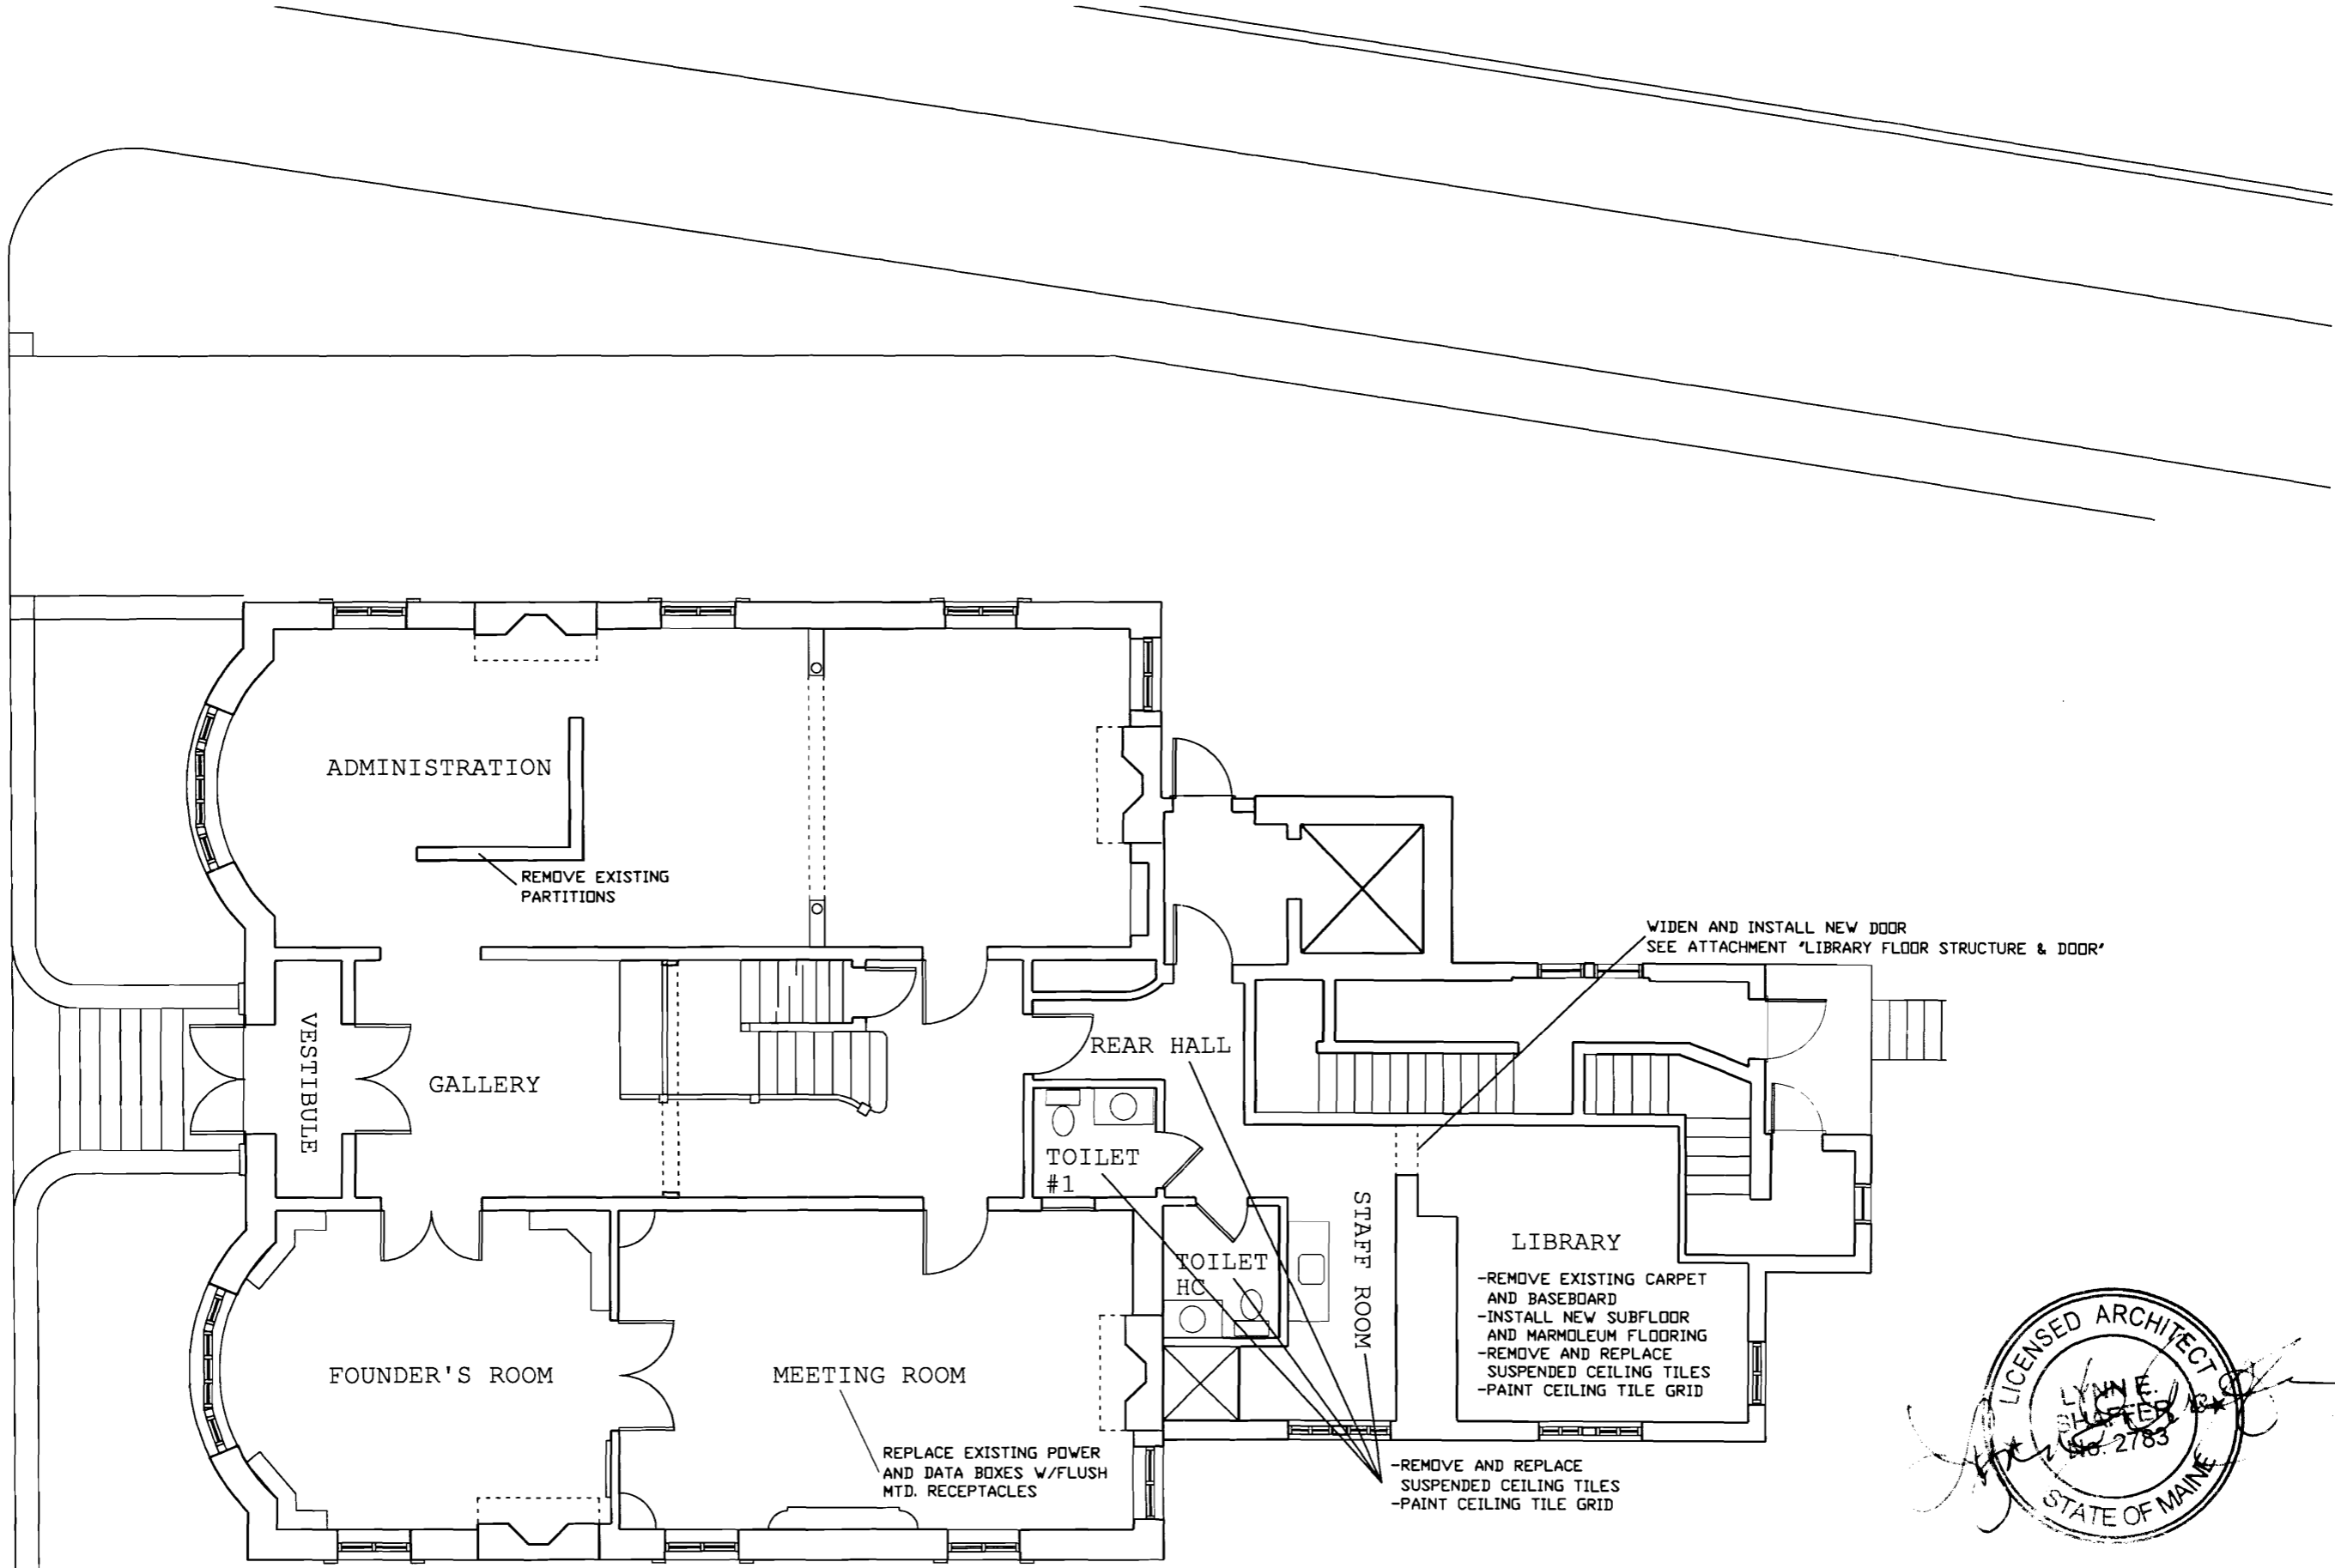 ADMINISTRATION
REMOVE EXISTING
PARTITIONS
WIDEN AND INSTALL NEW DOOR
SEE ATTACHMENT "LIBRARY FLOOR STRUCTURE & DOOR"
VESTIBULE
GALLERY
REAR HALL
TOILET
#1
TOILET
HC
STAFF ROOM
LIBRARY
-REMOVE EXISTING CARPET
AND BASEBOARD
-INSTALL NEW SUBFLOOR
AND MARMOLEUM FLOORING
-REMOVE AND REPLACE
SUSPENDED CEILING TILES
-PAINT CEILING TILE GRID
FOUNDER'S ROOM
MEETING ROOM
REPLACE EXISTING POWER
AND DATA BOXES W/FLUSH
MTD. RECEPTACLES
-REMOVE AND REPLACE
SUSPENDED CEILING TILES
-PAINT CEILING TILE GRID
LICENSED ARCHITECT
LYNN E.
SHAFFER
No. 2783
STATE OF MAINE